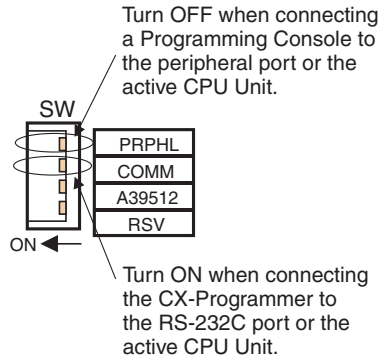 Turn OFF when connecting
a Programming Console to
the peripheral port or the
active CPU Unit.
SW
PRPHL
COMM
A39512
RSV
ON
Turn ON when connecting
the CX-Programmer to
the RS-232C port or the
active CPU Unit.